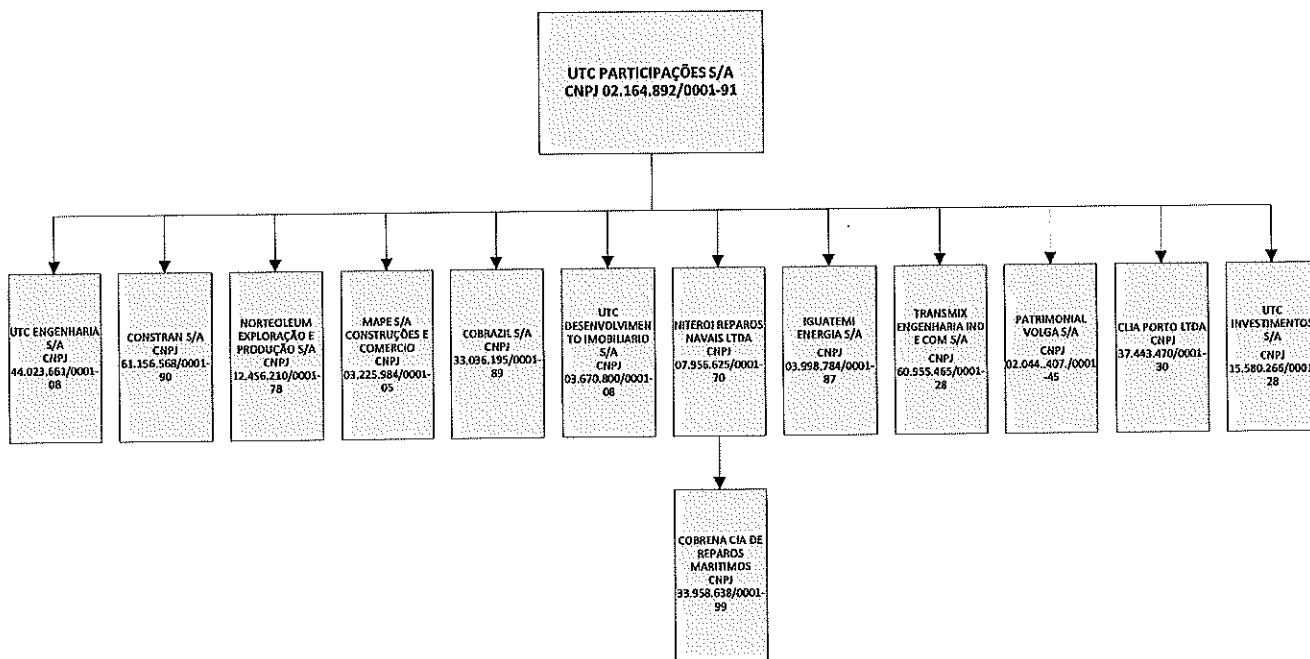 UTC PARTICIPAÇÕES S/A
CNPJ 02.164.892/0001-91
UTC ENGENHARIA
S/A
CNPJ
44.023.661/0001-
08
CONSTRAN S/A
CNPJ
61.156.568/0001-
90
NORTEOLEUM
EXPLORAÇÃO E
PRODUÇÃO S/A
CNPJ
12.456.210/0001-
78
MAPE S/A
CONSTRUÇÕES E
COMERCIO
CNPJ
03.225.984/0001-
05
COBRAZIL S/A
CNPJ
33.036.195/0001-
89
UTC
DESENVOLVIMEN
TO IMOBILIARIO
S/A
CNPJ
03.670.800/0001-
08
NITEROI REPAROS
NAVAIS LTDA
CNPJ
07.956.625/0001-
70
IGUATEMI
ENERGIA S/A
CNPJ
03.998.784/0001-
87
TRANSMIX
ENGENHARIA IND
E COM S/A
CNPJ
60.955.465/0001-
28
PATRIMONIAL
VOLGA S/A
CNPJ
02.044..407./0001
-45
CLIA PORTO LTDA
CNPJ
37.443.470/0001-
30
UTC
INVESTIMENTOS
S/A
CNPJ
15.580.266/0001-
28
COBRENA CIA DE
REPAROS
MARITIMOS
CNPJ
33.958.638/0001-
99